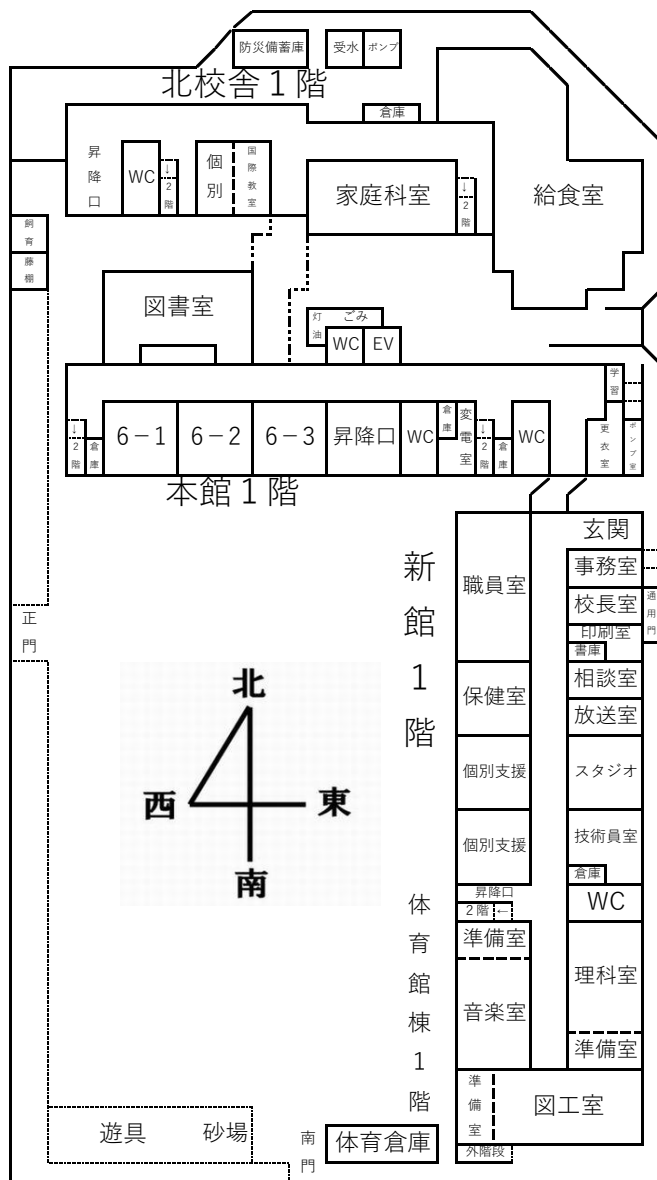 防災備蓄庫 受水 ポンプ
北校舎1階
倉庫
昇降口 WC ↓2階 個別 国際教室 家庭科室 ↓2階 給食室
飼育
藤棚
図書室
灯油 ごみ
WC EV
学習
↓2階 倉庫 6-1 6-2 6-3 昇降口 WC 倉庫 変電室 ↓2階 倉庫 WC 更衣室 ポンプ室
本館1階
玄関
新館1階
職員室 事務室
校長室 通用門
印刷室
書庫
正門
保健室 相談室
放送室
個別支援 スタジオ
個別支援 技術員室
倉庫
北
西 東
南
昇降口 WC
2階 ←
体育館棟1階
準備室
音楽室 理科室
準備室
準備室 図工室
外階段
遊具 砂場
南門 体育倉庫